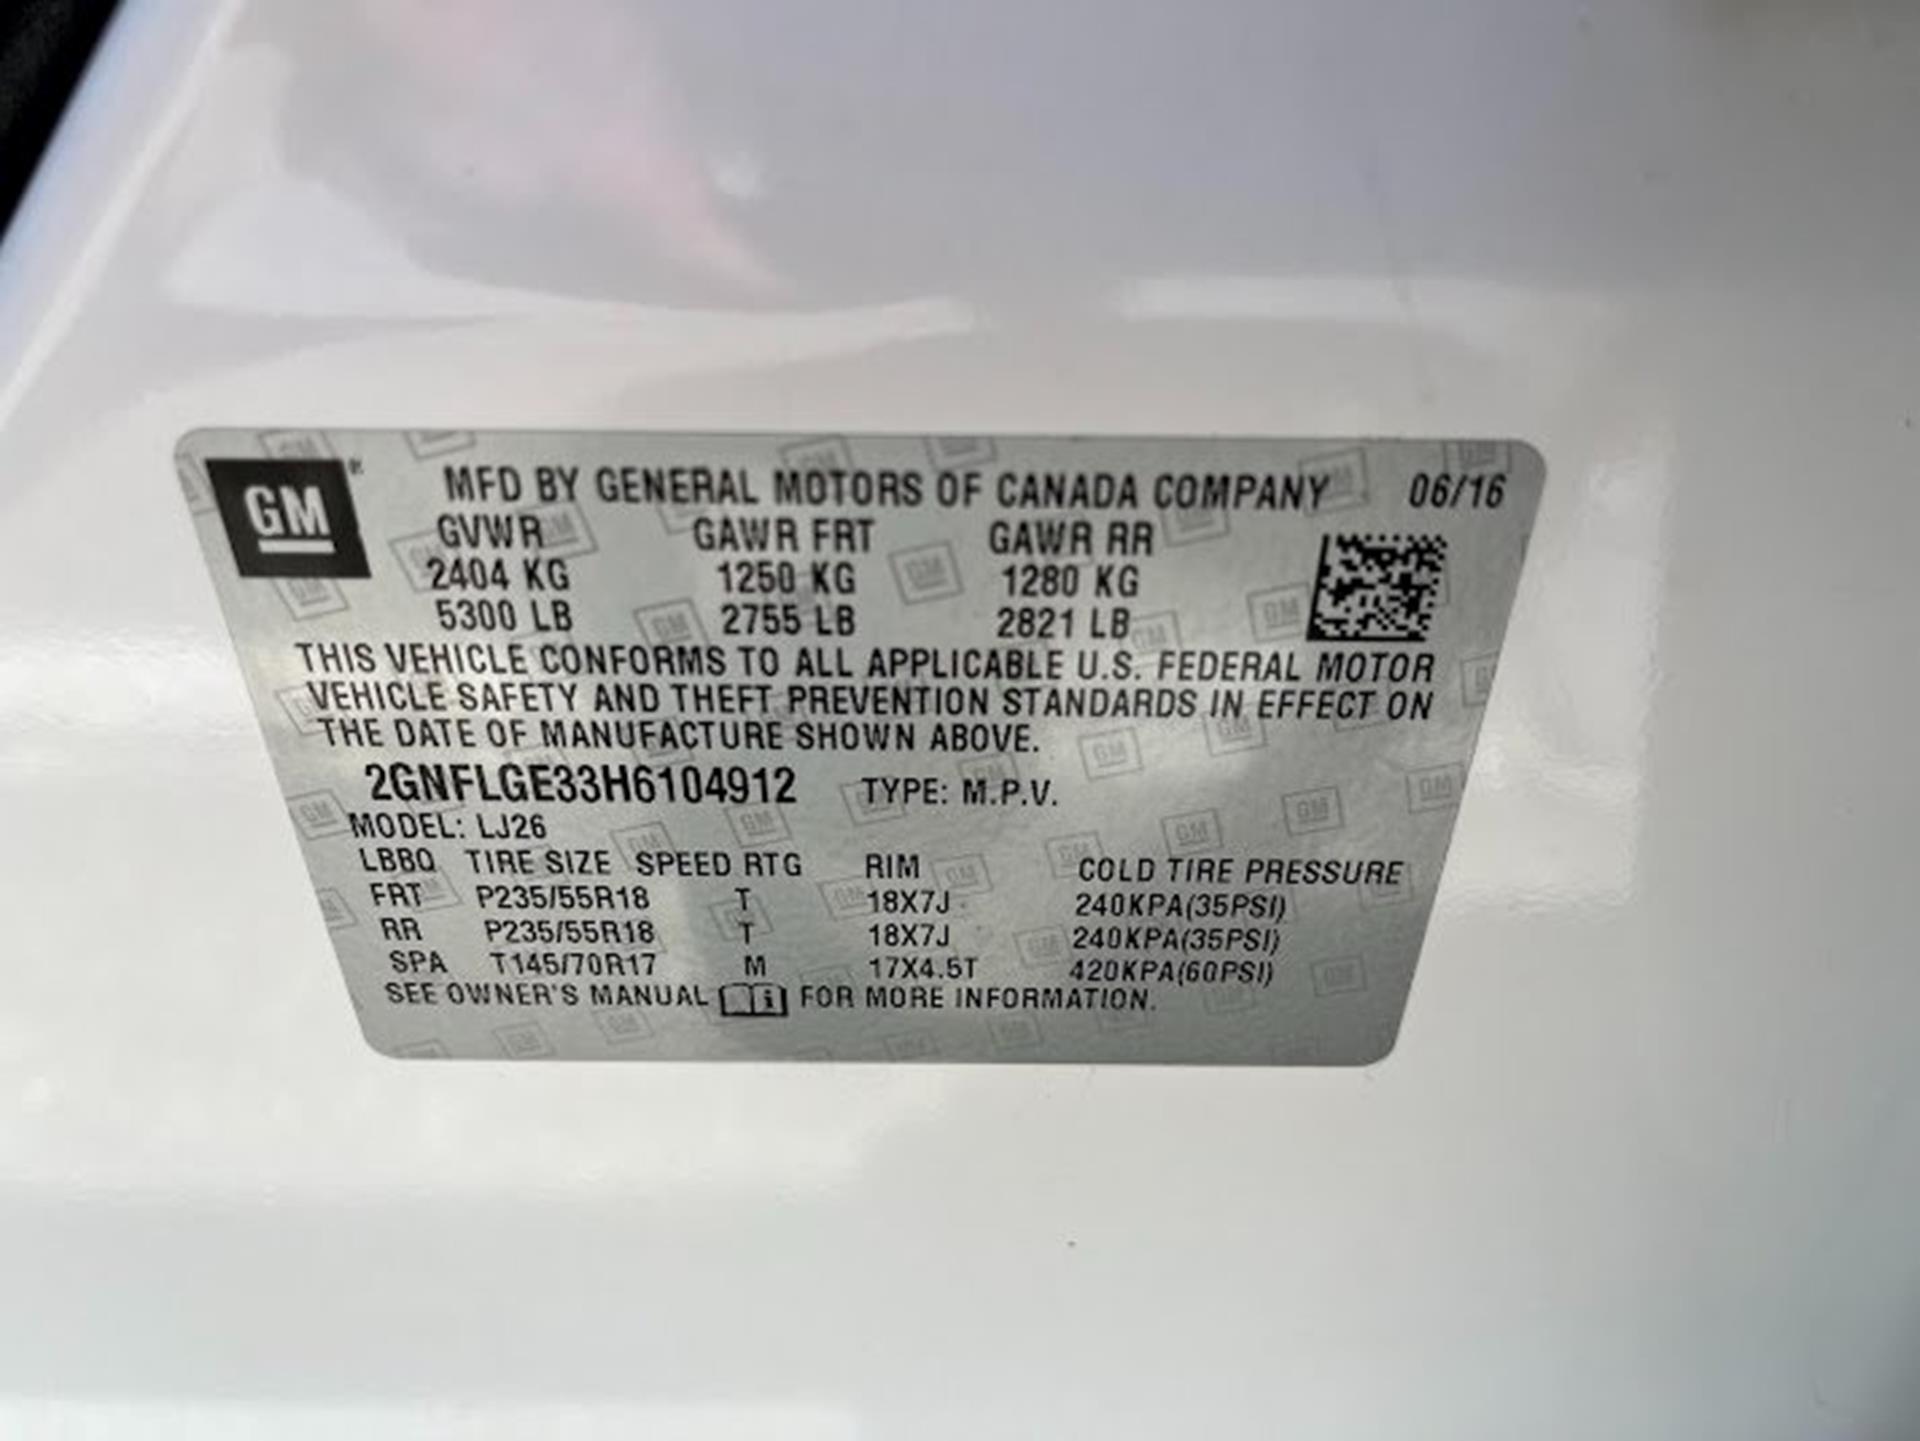 GM
MFD BY GENERAL MOTORS OF CANADA COMPANY 06/16
GVWR GAWR FRT GAWR RR
2404 KG 1250 KG 1280 KG
5300 LB 2755 LB 2821 LB
THIS VEHICLE CONFORMS TO ALL APPLICABLE U.S. FEDERAL MOTOR
VEHICLE SAFETY AND THEFT PREVENTION STANDARDS IN EFFECT ON
THE DATE OF MANUFACTURE SHOWN ABOVE.
2GNFLGE33H6104912 TYPE: M.P.V.
MODEL: LJ26
LBBQ TIRE SIZE SPEED RTG RIM COLD TIRE PRESSURE
FRT P235/55R18 T 18X7J 240KPA(35PSI)
RR P235/55R18 T 18X7J 240KPA(35PSI)
SPA T145/70R17 M 17X4.5T 420KPA(60PSI)
SEE OWNER'S MANUAL i FOR MORE INFORMATION.